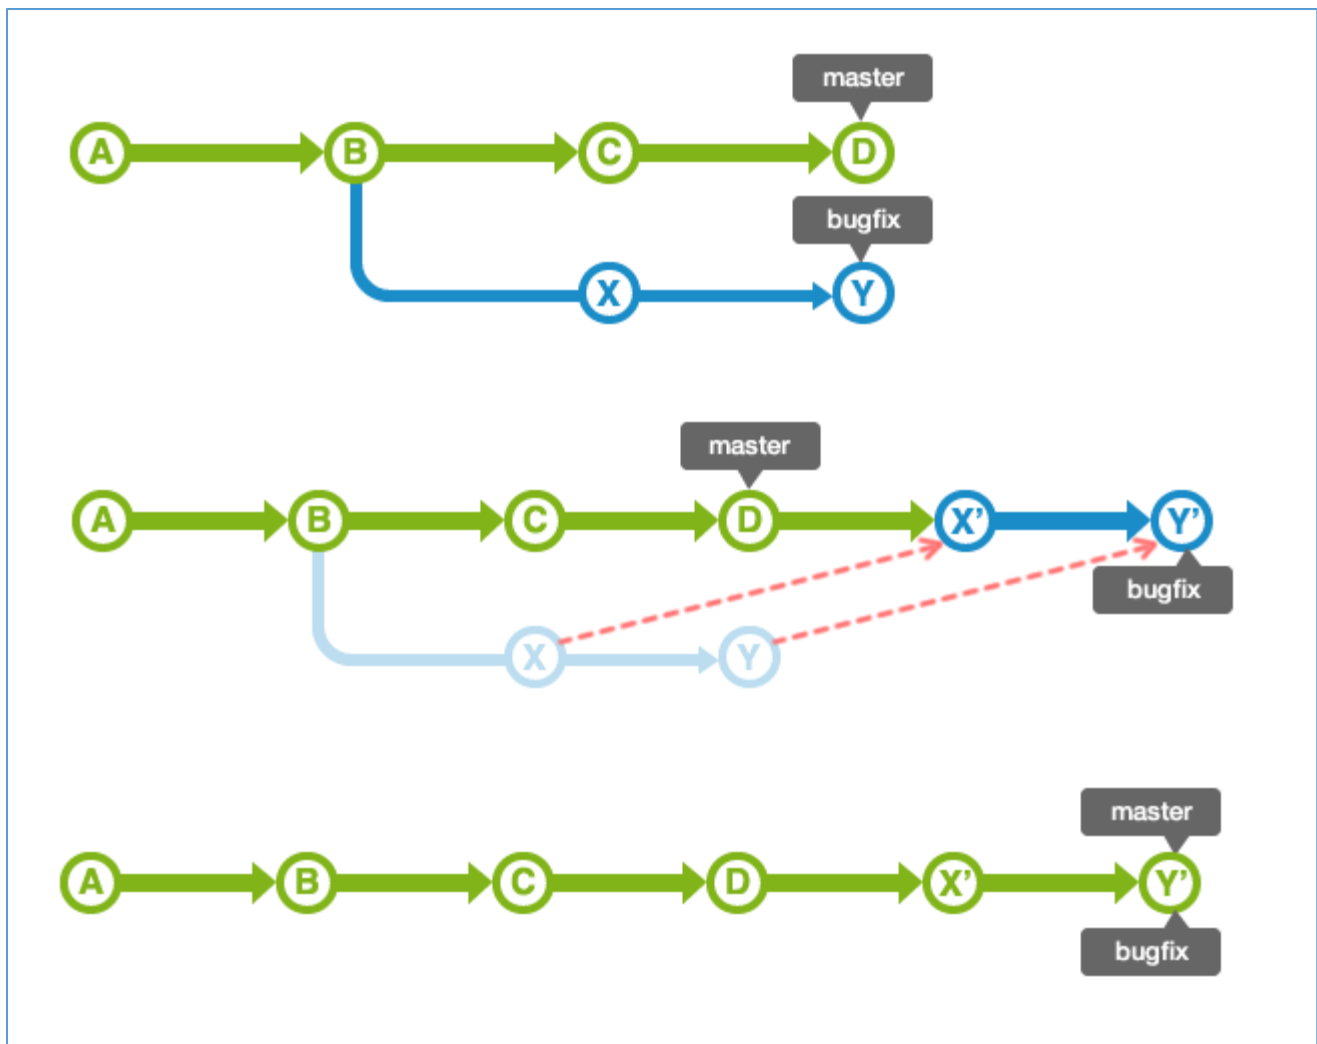 master
A B C D
bugfix
X Y
master
A B C D X’ Y’
bugfix
X Y
master
A B C D X’ Y’
bugfix